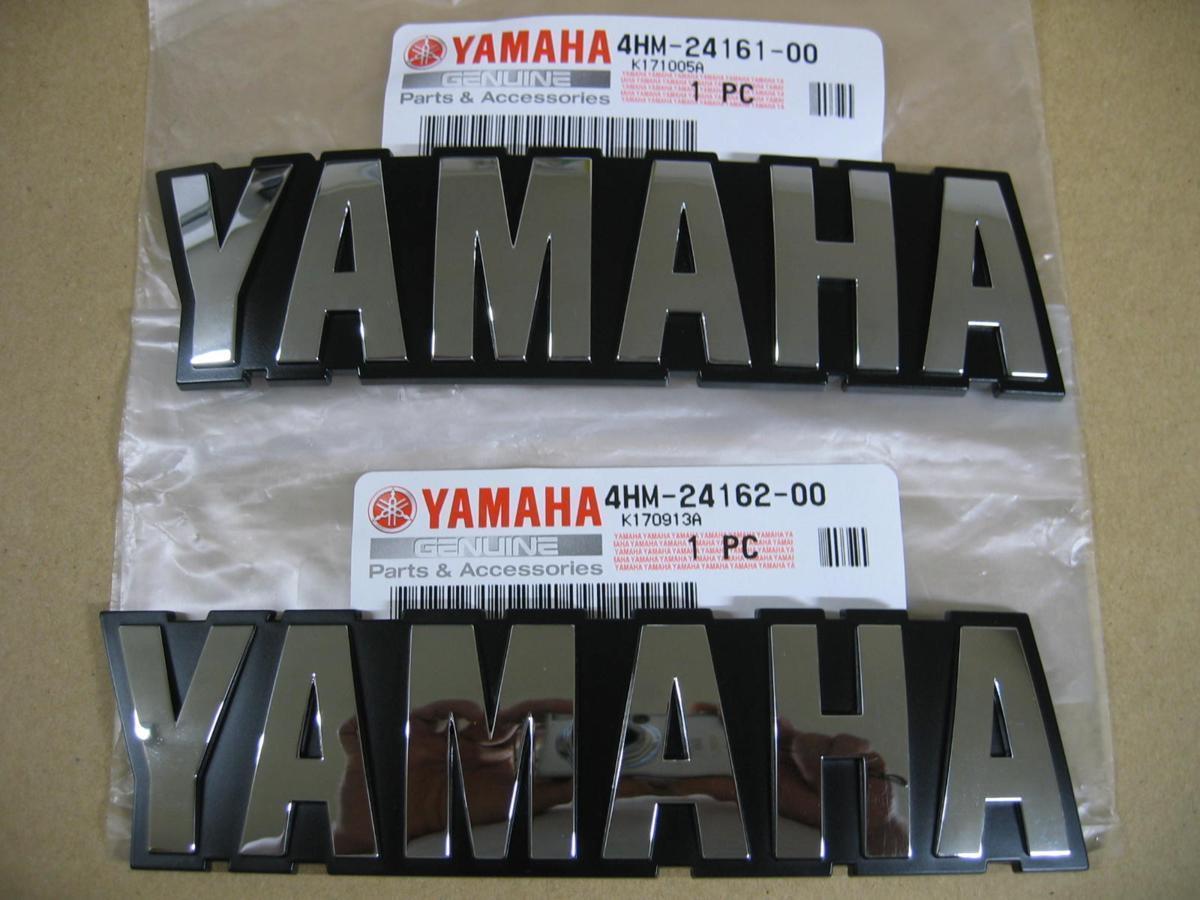 YAMAHA 4HM-24161-00
K171005A
GENUINE
Parts & Accessories
1 PC
YAMAHA
YAMAHA 4HM-24162-00
K170913A
GENUINE
Parts & Accessories
1 PC
YAMAHA